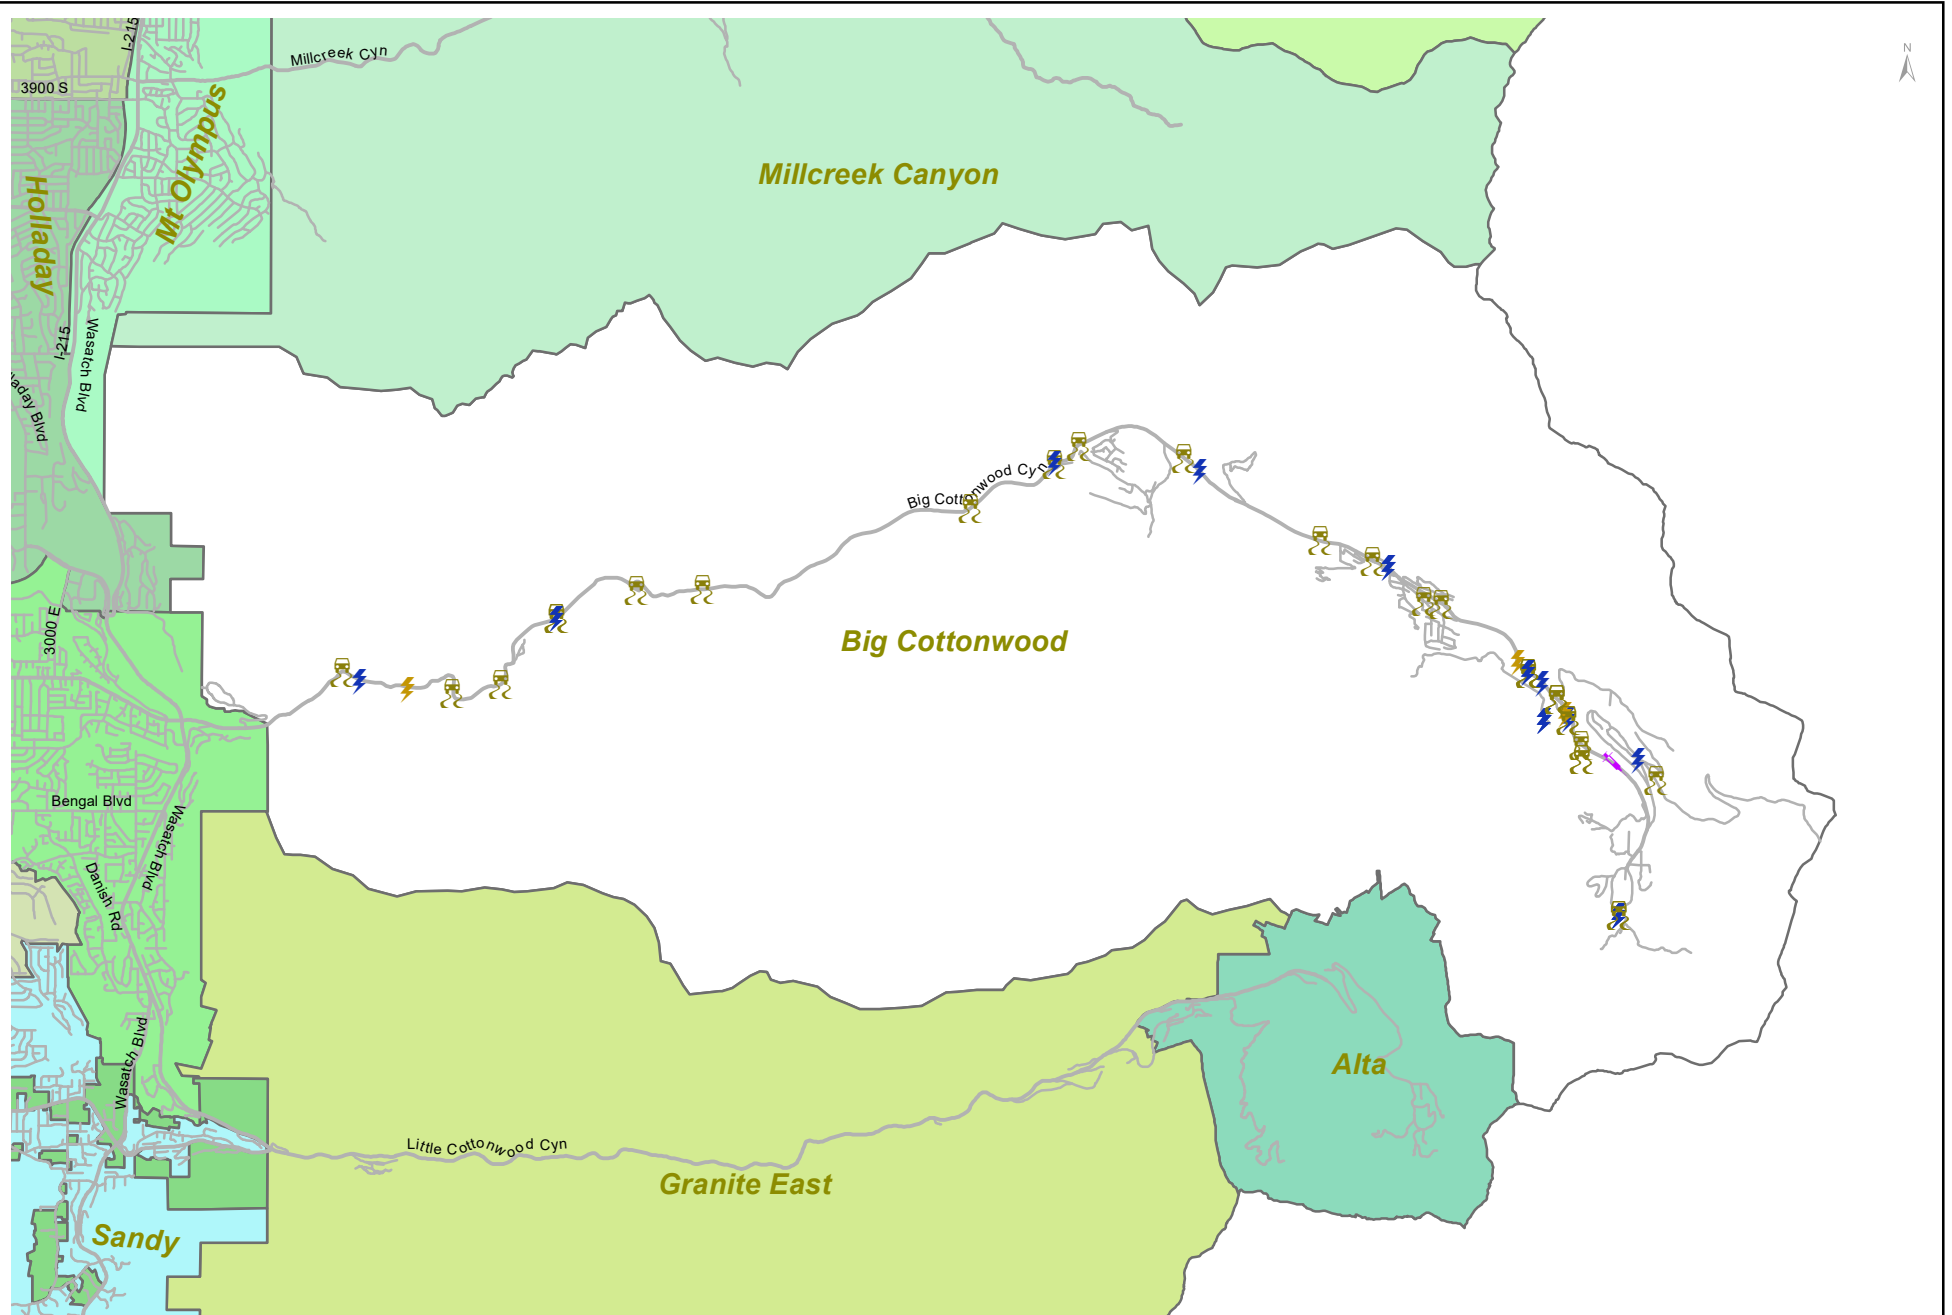 I-215
N
Millcreek Cyn
3900 S
Mt Olympus
Millcreek Canyon
Holladay
I-215
Wasatch Blvd
laday Blvd
Big Cottonwood Cyn
3000 E
Big Cottonwood
Bengal Blvd
Wasatch Blvd
Danish Rd
Wasatch Blvd
Alta
Little Cottonwood Cyn
Granite East
Sandy